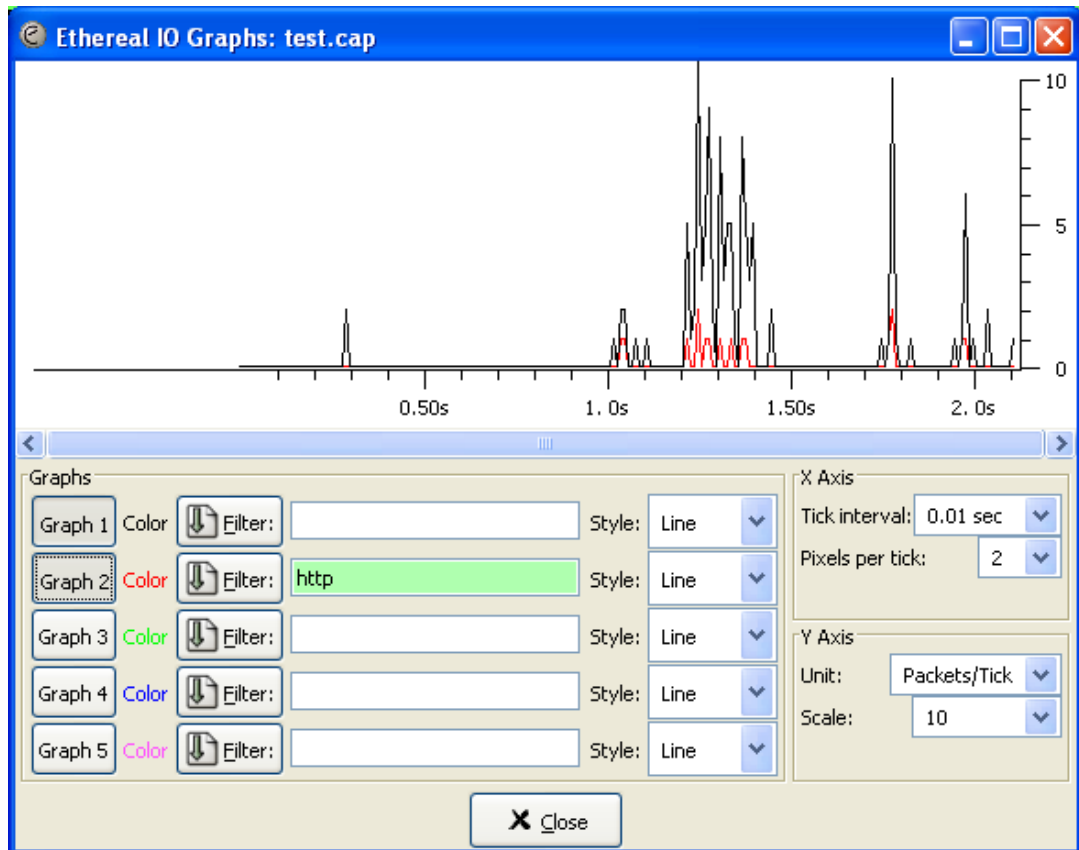 Ethereal IO Graphs: test.cap
10
5
0
0.50s 1. 0s 1.50s 2. 0s
Graphs
Graph 1 Color Filter: Style: Line
Graph 2 Color Filter: http Style: Line
Graph 3 Color Filter: Style: Line
Graph 4 Color Filter: Style: Line
Graph 5 Color Filter: Style: Line
X Axis
Tick interval: 0.01 sec
Pixels per tick: 2
Y Axis
Unit: Packets/Tick
Scale: 10
Close